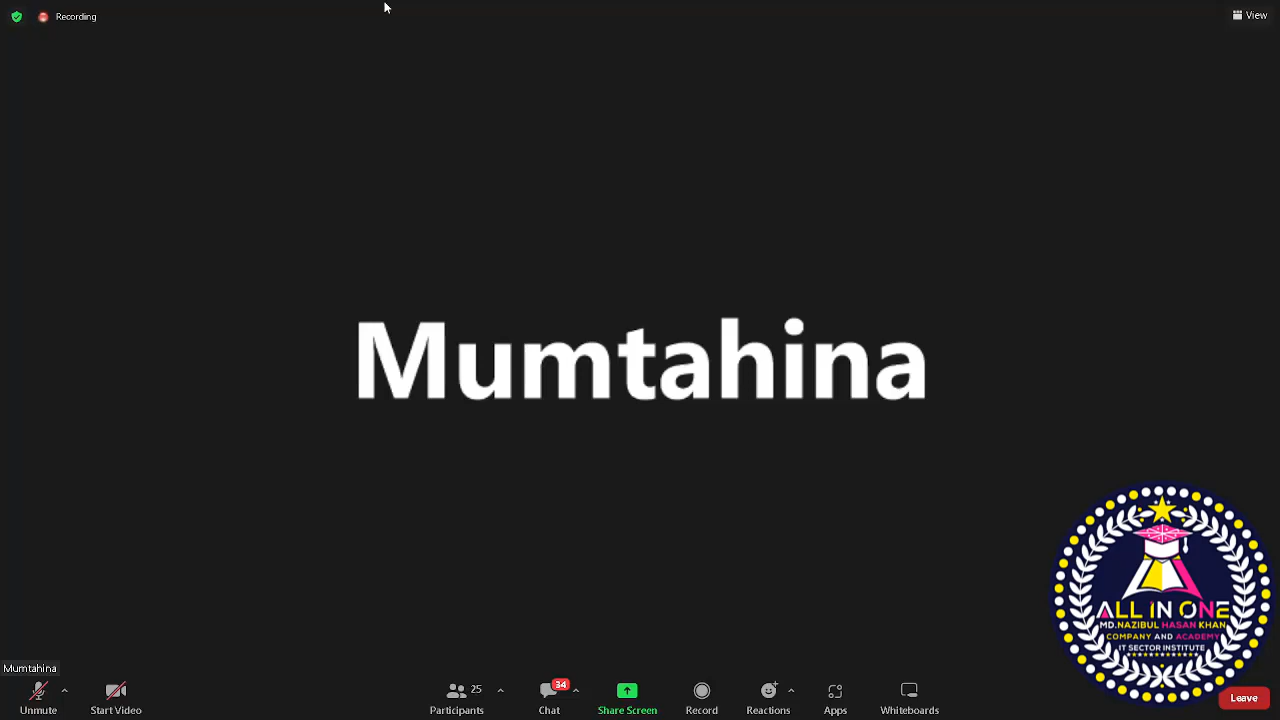 Recording
View
Mumtahina
ALL IN ONE
MD.NAZIBUL HASAN KHAN
COMPANY AND ACADEMY
IT SECTOR INSTITUTE
Mumtahina
Unmute
Start Video
Participants 25
Chat 34
Share Screen
Record
Reactions
Apps
Whiteboards
Leave